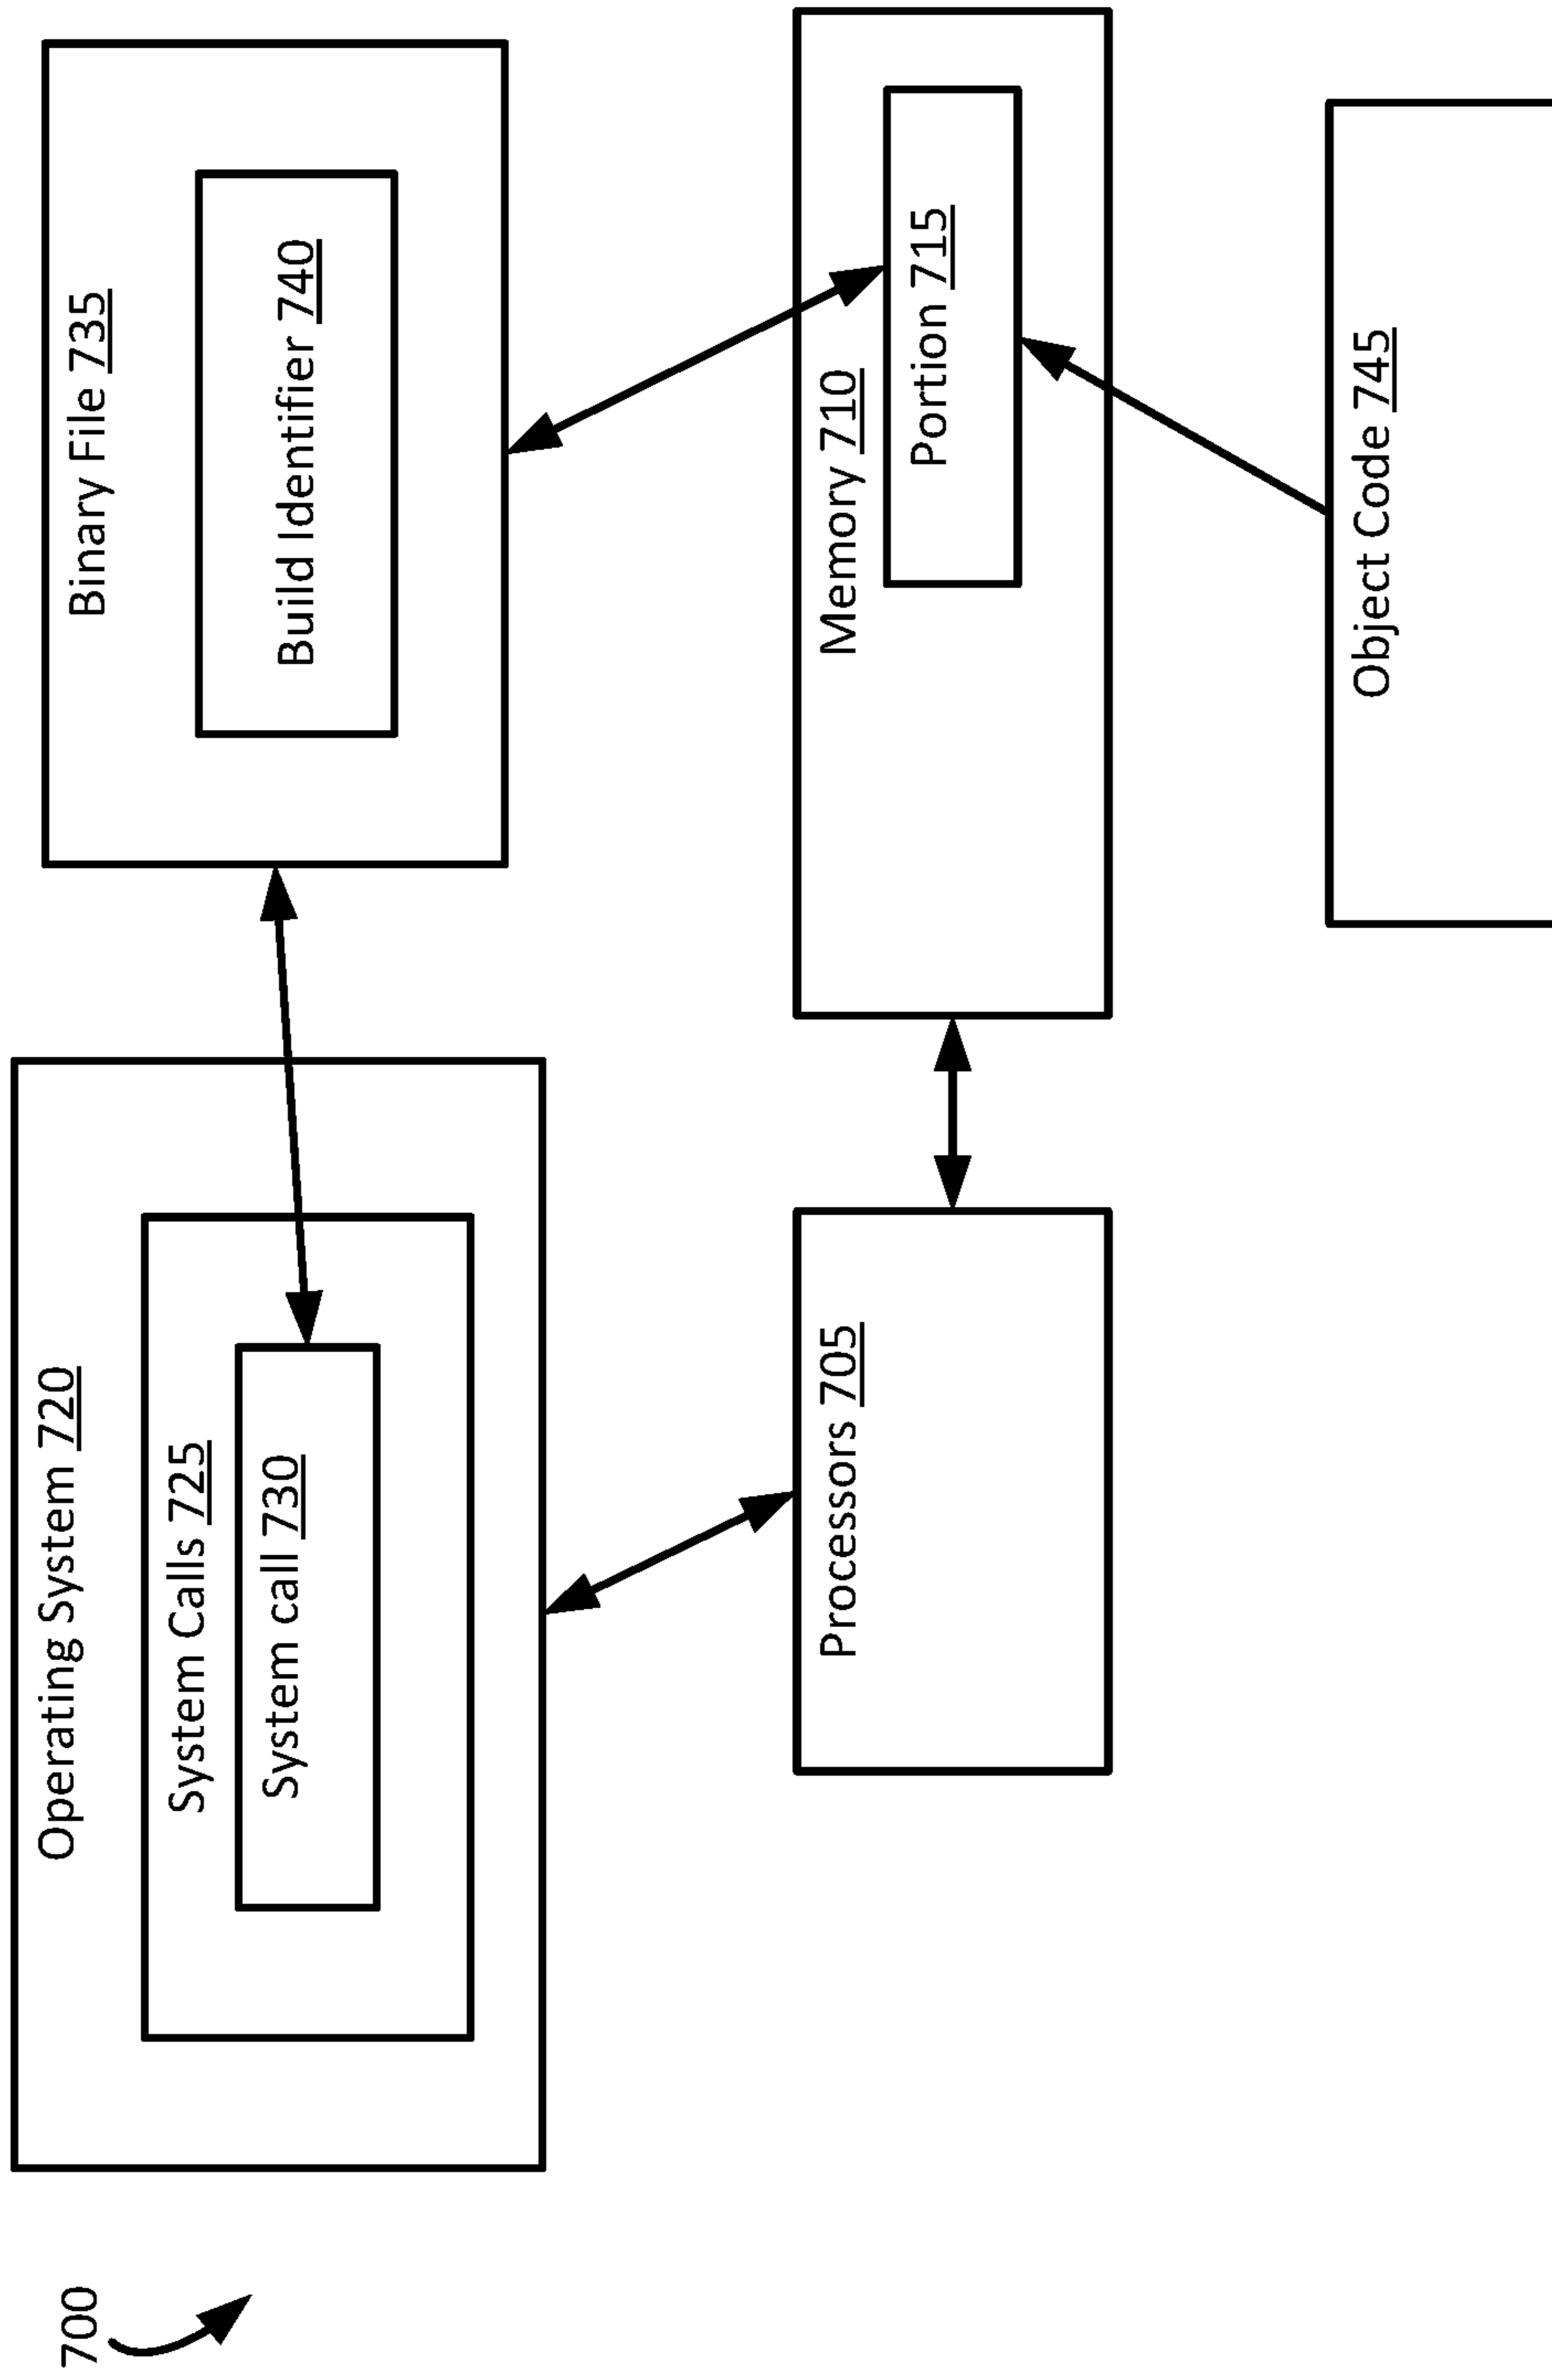 700
Operating System 720
System Calls 725
System call 730
Binary File 735
Build Identifier 740
Processors 705
Memory 710
Portion 715
Object Code 745